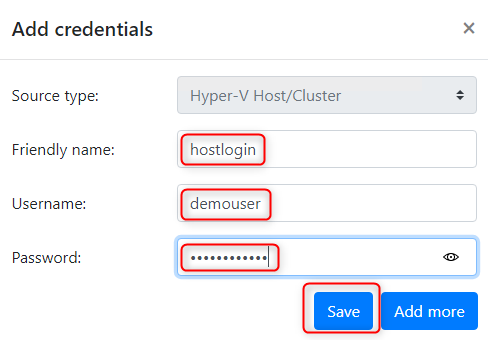 Add credentials ×
Source type: Hyper-V Host/Cluster
Friendly name: hostlogin
Username: demouser
Password: ••••••••••••
Save Add more